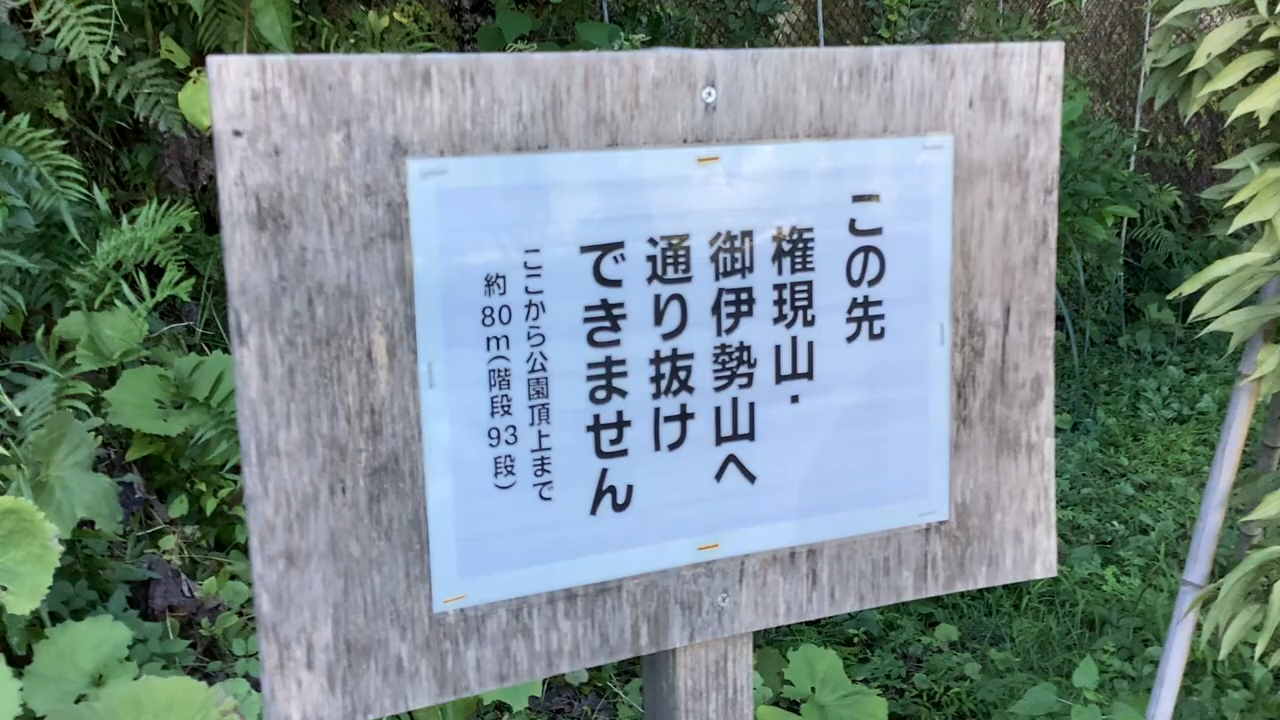 この先
権現山・
御伊勢山へ
通り抜け
できません
ここから公園頂上まで
約80m(階段93段)